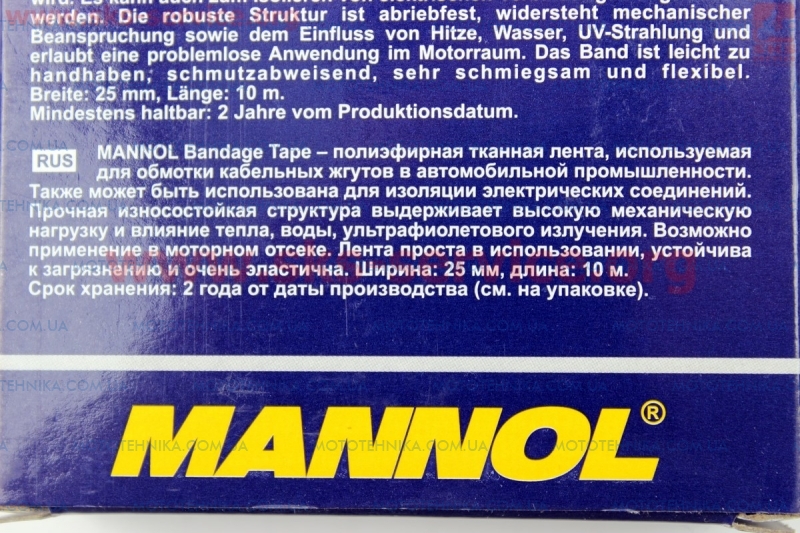 werden. Die robuste Struktur ist abriebfest, widersteht mechanischer
Beanspruchung sowie dem Einfluss von Hitze, Wasser, UV-Strahlung und
erlaubt eine problemlose Anwendung im Motorraum. Das Band ist leicht zu
handhaben, schmutzabweisend, sehr schmiegsam und flexibel.
Breite: 25 mm, Länge: 10 m.
Mindestens haltbar: 2 Jahre vom Produktionsdatum.
RUS MANNOL Bandage Tape – полиэфирная тканная лента, используемая
для обмотки кабельных жгутов в автомобильной промышленности.
Также может быть использована для изоляции электрических соединений.
Прочная износостойкая структура выдерживает высокую механическую
нагрузку и влияние тепла, воды, ультрафиолетового излучения. Возможно
применение в моторном отсеке. Лента проста в использовании, устойчива
к загрязнению и очень эластична. Ширина: 25 мм, длина: 10 м.
Срок хранения: 2 года от даты производства (см. на упаковке).
MOTOTEHNIKA.COM.UA
MANNOL®